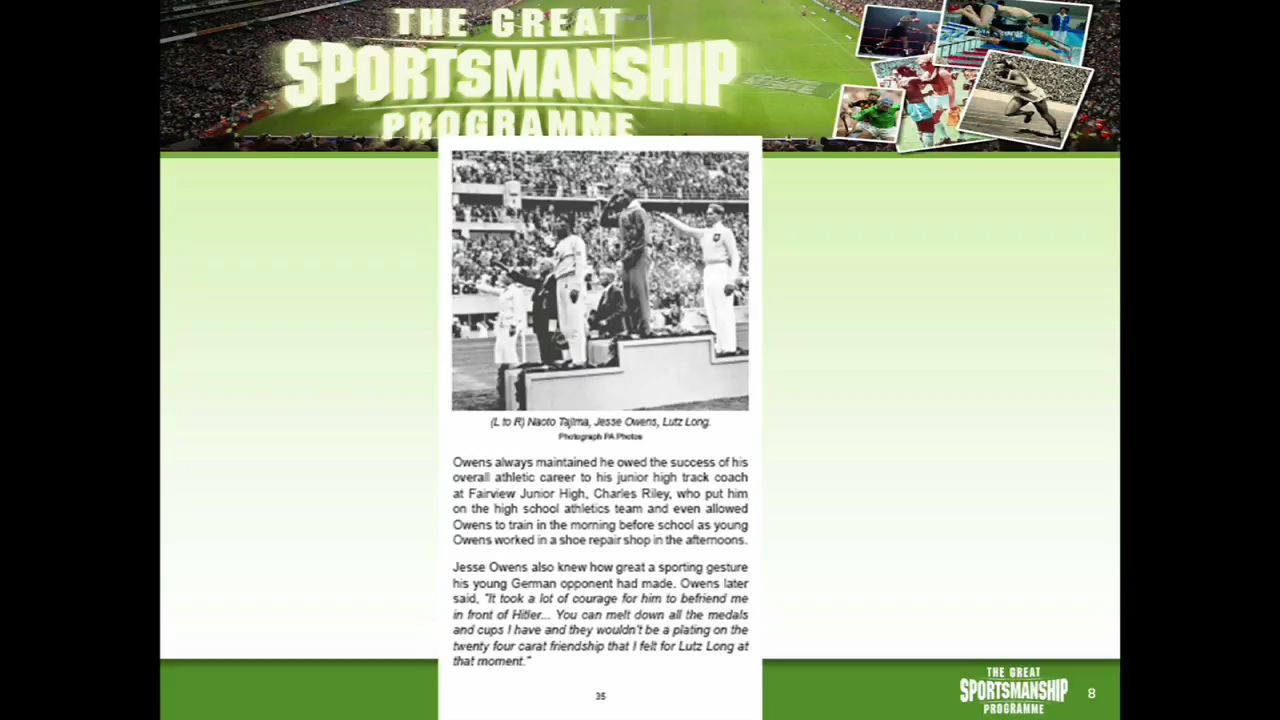 THE GREAT
SPORTSMANSHIP
PROGRAMME
(L to R) Naoto Tajima, Jesse Owens, Lutz Long.
Photograph PA Photos
Owens always maintained he owed the success of his
overall athletic career to his junior high track coach
at Fairview Junior High, Charles Riley, who put him
on the high school athletics team and even allowed
Owens to train in the morning before school as young
Owens worked in a shoe repair shop in the afternoons.
Jesse Owens also knew how great a sporting gesture
his young German opponent had made. Owens later
said, "It took a lot of courage for him to befriend me
in front of Hitler... You can melt down all the medals
and cups I have and they wouldn't be a plating on the
twenty four carat friendship that I felt for Lutz Long at
that moment."
35
THE GREAT
SPORTSMANSHIP
PROGRAMME
8